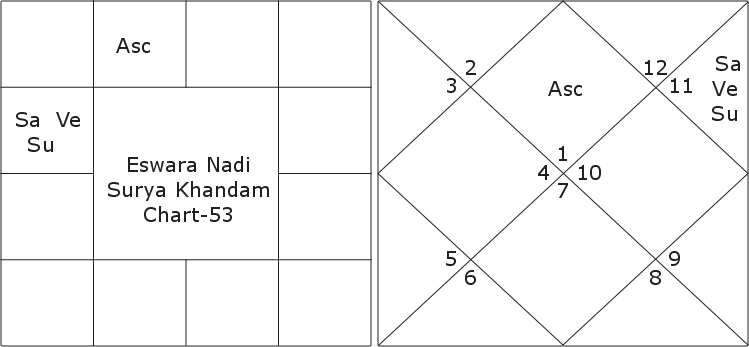 Asc
Sa Ve
Su
Eswara Nadi
Surya Khandam
Chart-53
2
12
3
11
Sa
Ve
Su
Asc
1
4
10
7
5
9
6
8